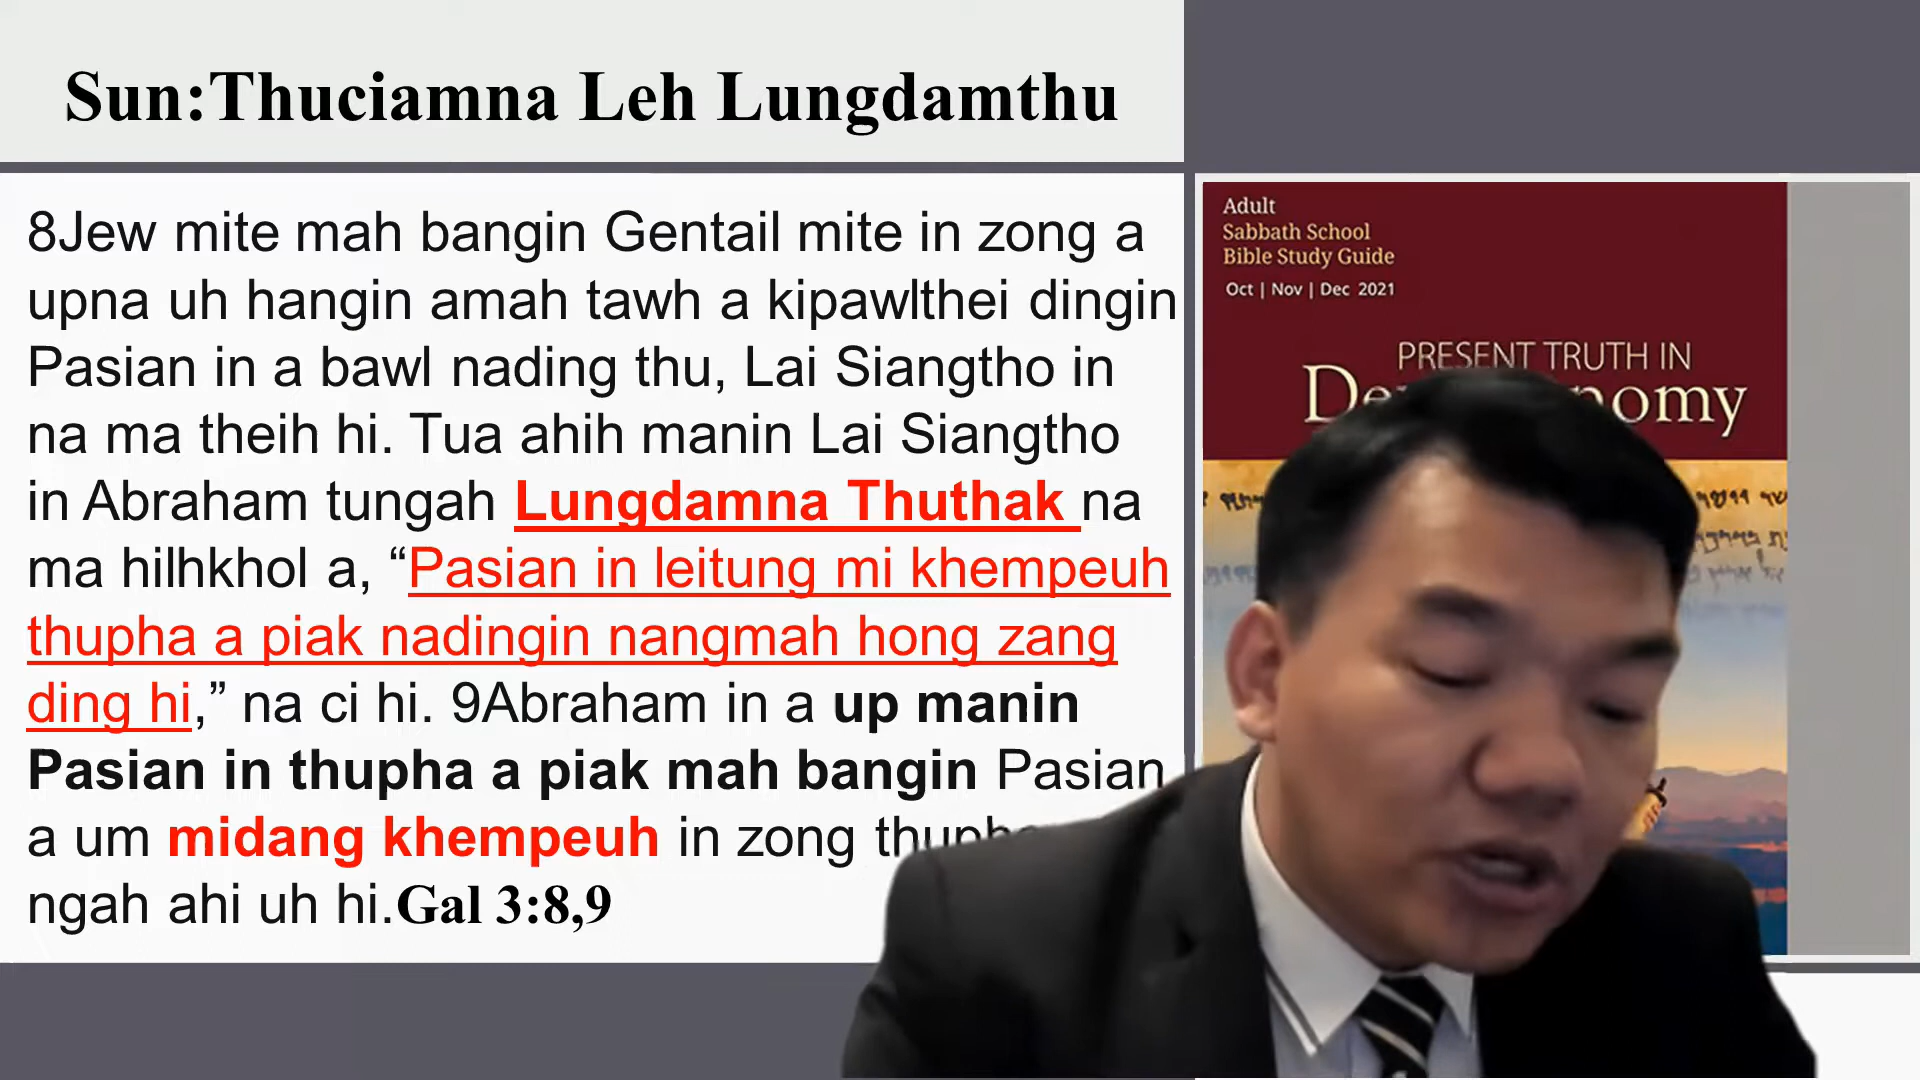 Sun:Thuciamna Leh Lungdamthu
8Jew mite mah bangin Gentail mite in zong a
upna uh hangin amah tawh a kipawlthei dingin
Pasian in a bawl nading thu, Lai Siangtho in
na ma theih hi. Tua ahih manin Lai Siangtho
in Abraham tungah Lungdamna Thuthak na
ma hilhkhol a, “Pasian in leitung mi khempeuh
thupha a piak nadingin nangmah hong zang
ding hi,” na ci hi. 9Abraham in a up manin
Pasian in thupha a piak mah bangin Pasian
a um midang khempeuh in zong
ngah ahi uh hi.Gal 3:8,9
Adult
Sabbath School
Bible Study Guide
Oct | Nov | Dec 2021
PRESENT TRUTH IN